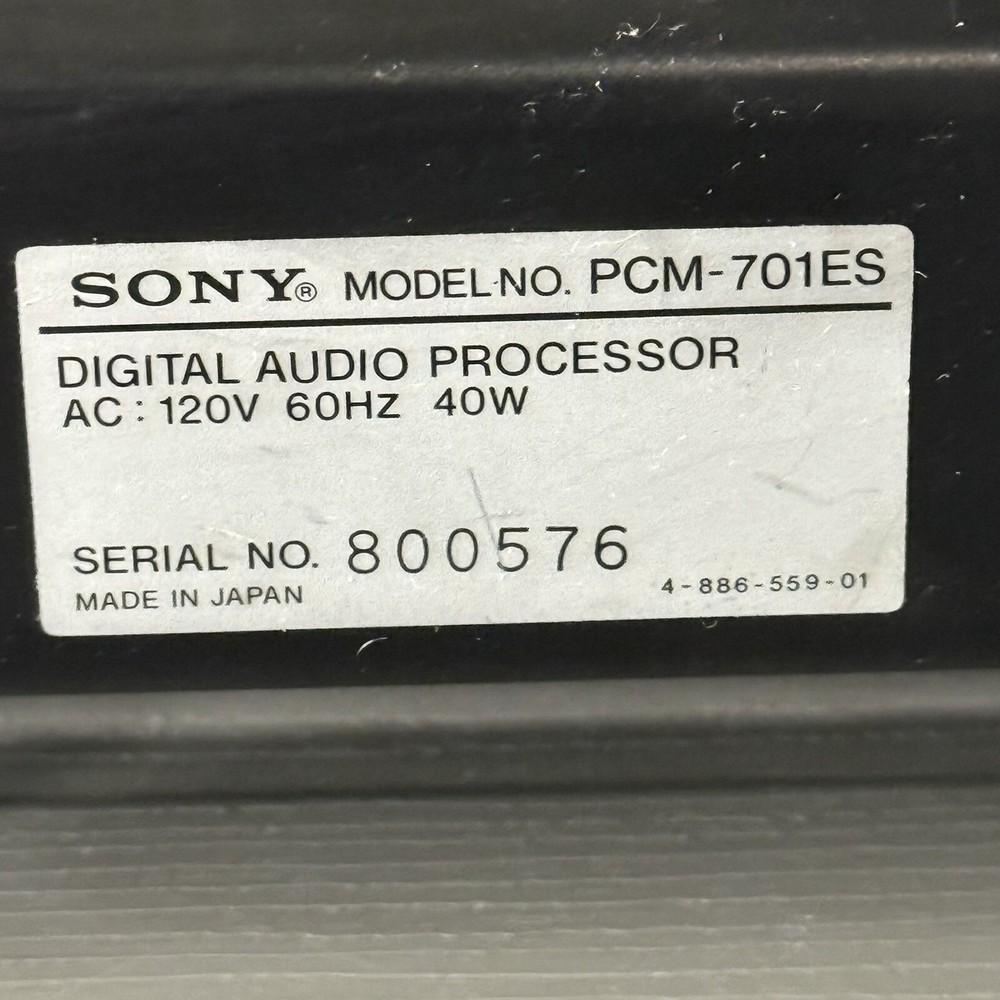 SONY® MODEL NO. PCM-701ES
DIGITAL AUDIO PROCESSOR
AC : 120V 60Hz 40W
SERIAL NO. 800576
MADE IN JAPAN 4-886-559-01